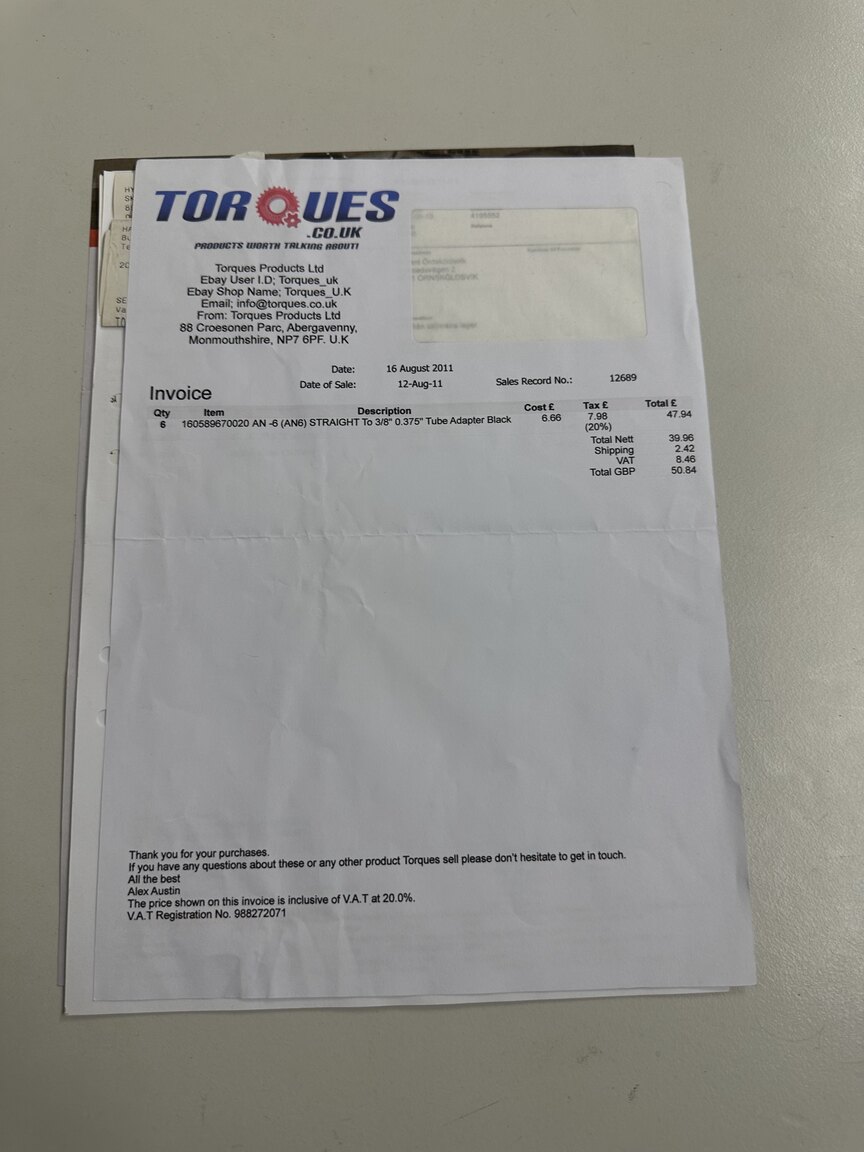 TORQUES
.CO.UK
PRODUCTS WORTH TALKING ABOUT!
Torques Products Ltd
Ebay User I.D; Torques_uk
Ebay Shop Name; Torques_U.K
Email; info@torques.co.uk
From: Torques Products Ltd
88 Croesonen Parc, Abergavenny,
Monmouthshire, NP7 6PF. U.K
Date: 16 August 2011
Date of Sale: 12-Aug-11 Sales Record No.: 12689
Invoice
Qty Item Description Cost £ Tax £ Total £
6 160589670020 AN -6 (AN6) STRAIGHT To 3/8" 0.375" Tube Adapter Black 6.66 7.98 47.94
(20%)
Total Nett 39.96
Shipping 2.42
VAT 8.46
Total GBP 50.84
Thank you for your purchases.
If you have any questions about these or any other product Torques sell please don't hesitate to get in touch.
All the best
Alex Austin
The price shown on this invoice is inclusive of V.A.T at 20.0%.
V.A.T Registration No. 988272071